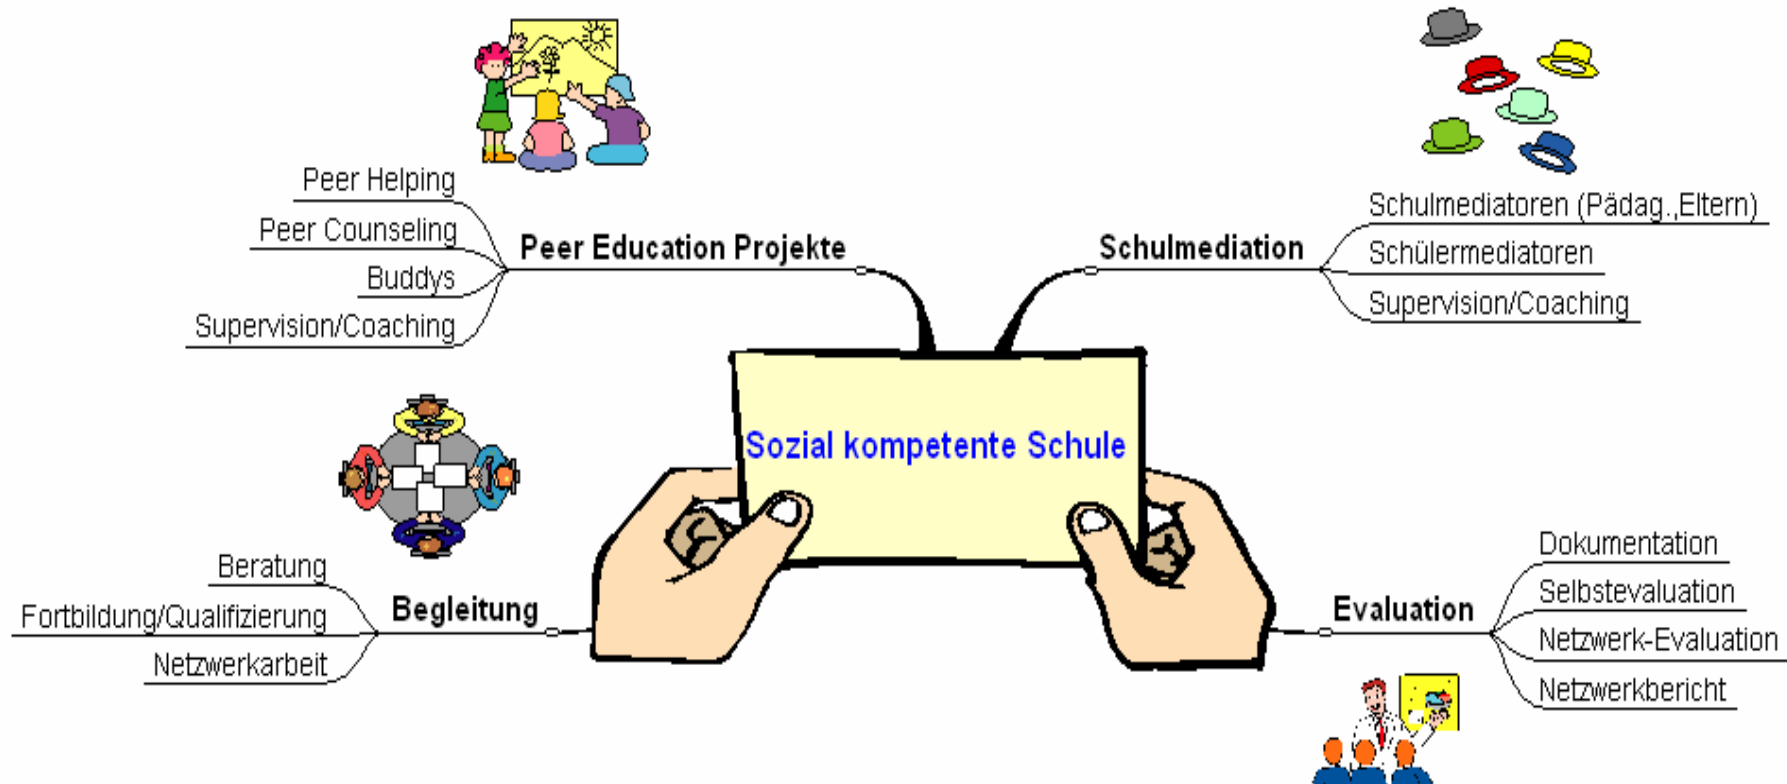 Peer Helping
Peer Counseling
Buddys
Supervision/Coaching
Peer Education Projekte
Schulmediation
Schulmediatoren (Pädag.,Eltern)
Schülermediatoren
Supervision/Coaching
Sozial kompetente Schule
Beratung
Fortbildung/Qualifizierung
Netzwerkarbeit
Begleitung
Evaluation
Dokumentation
Selbstevaluation
Netzwerk-Evaluation
Netzwerkbericht